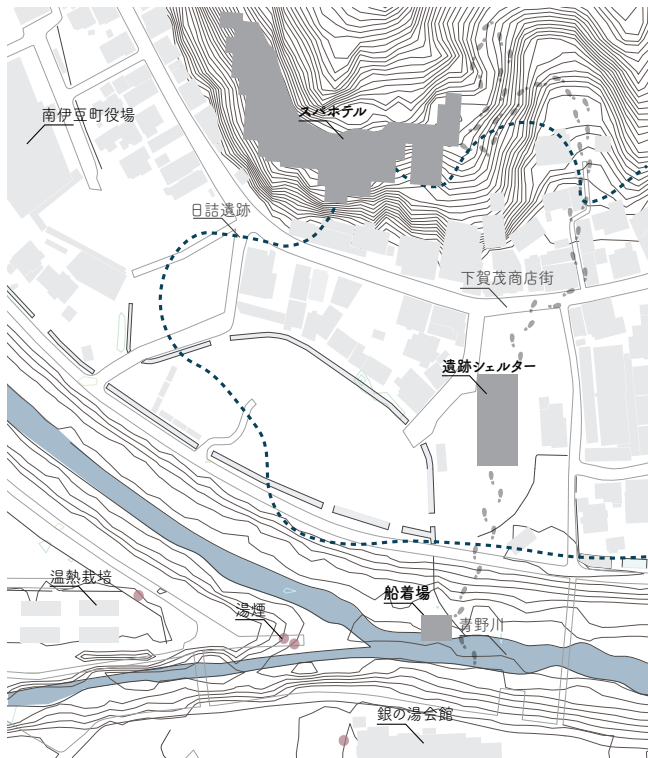 スパホテル
南伊豆町役場
日詰遺跡
下賀茂商店街
遺跡シェルター
温熱栽培
湯煙
船着場
青野川
銀の湯会館